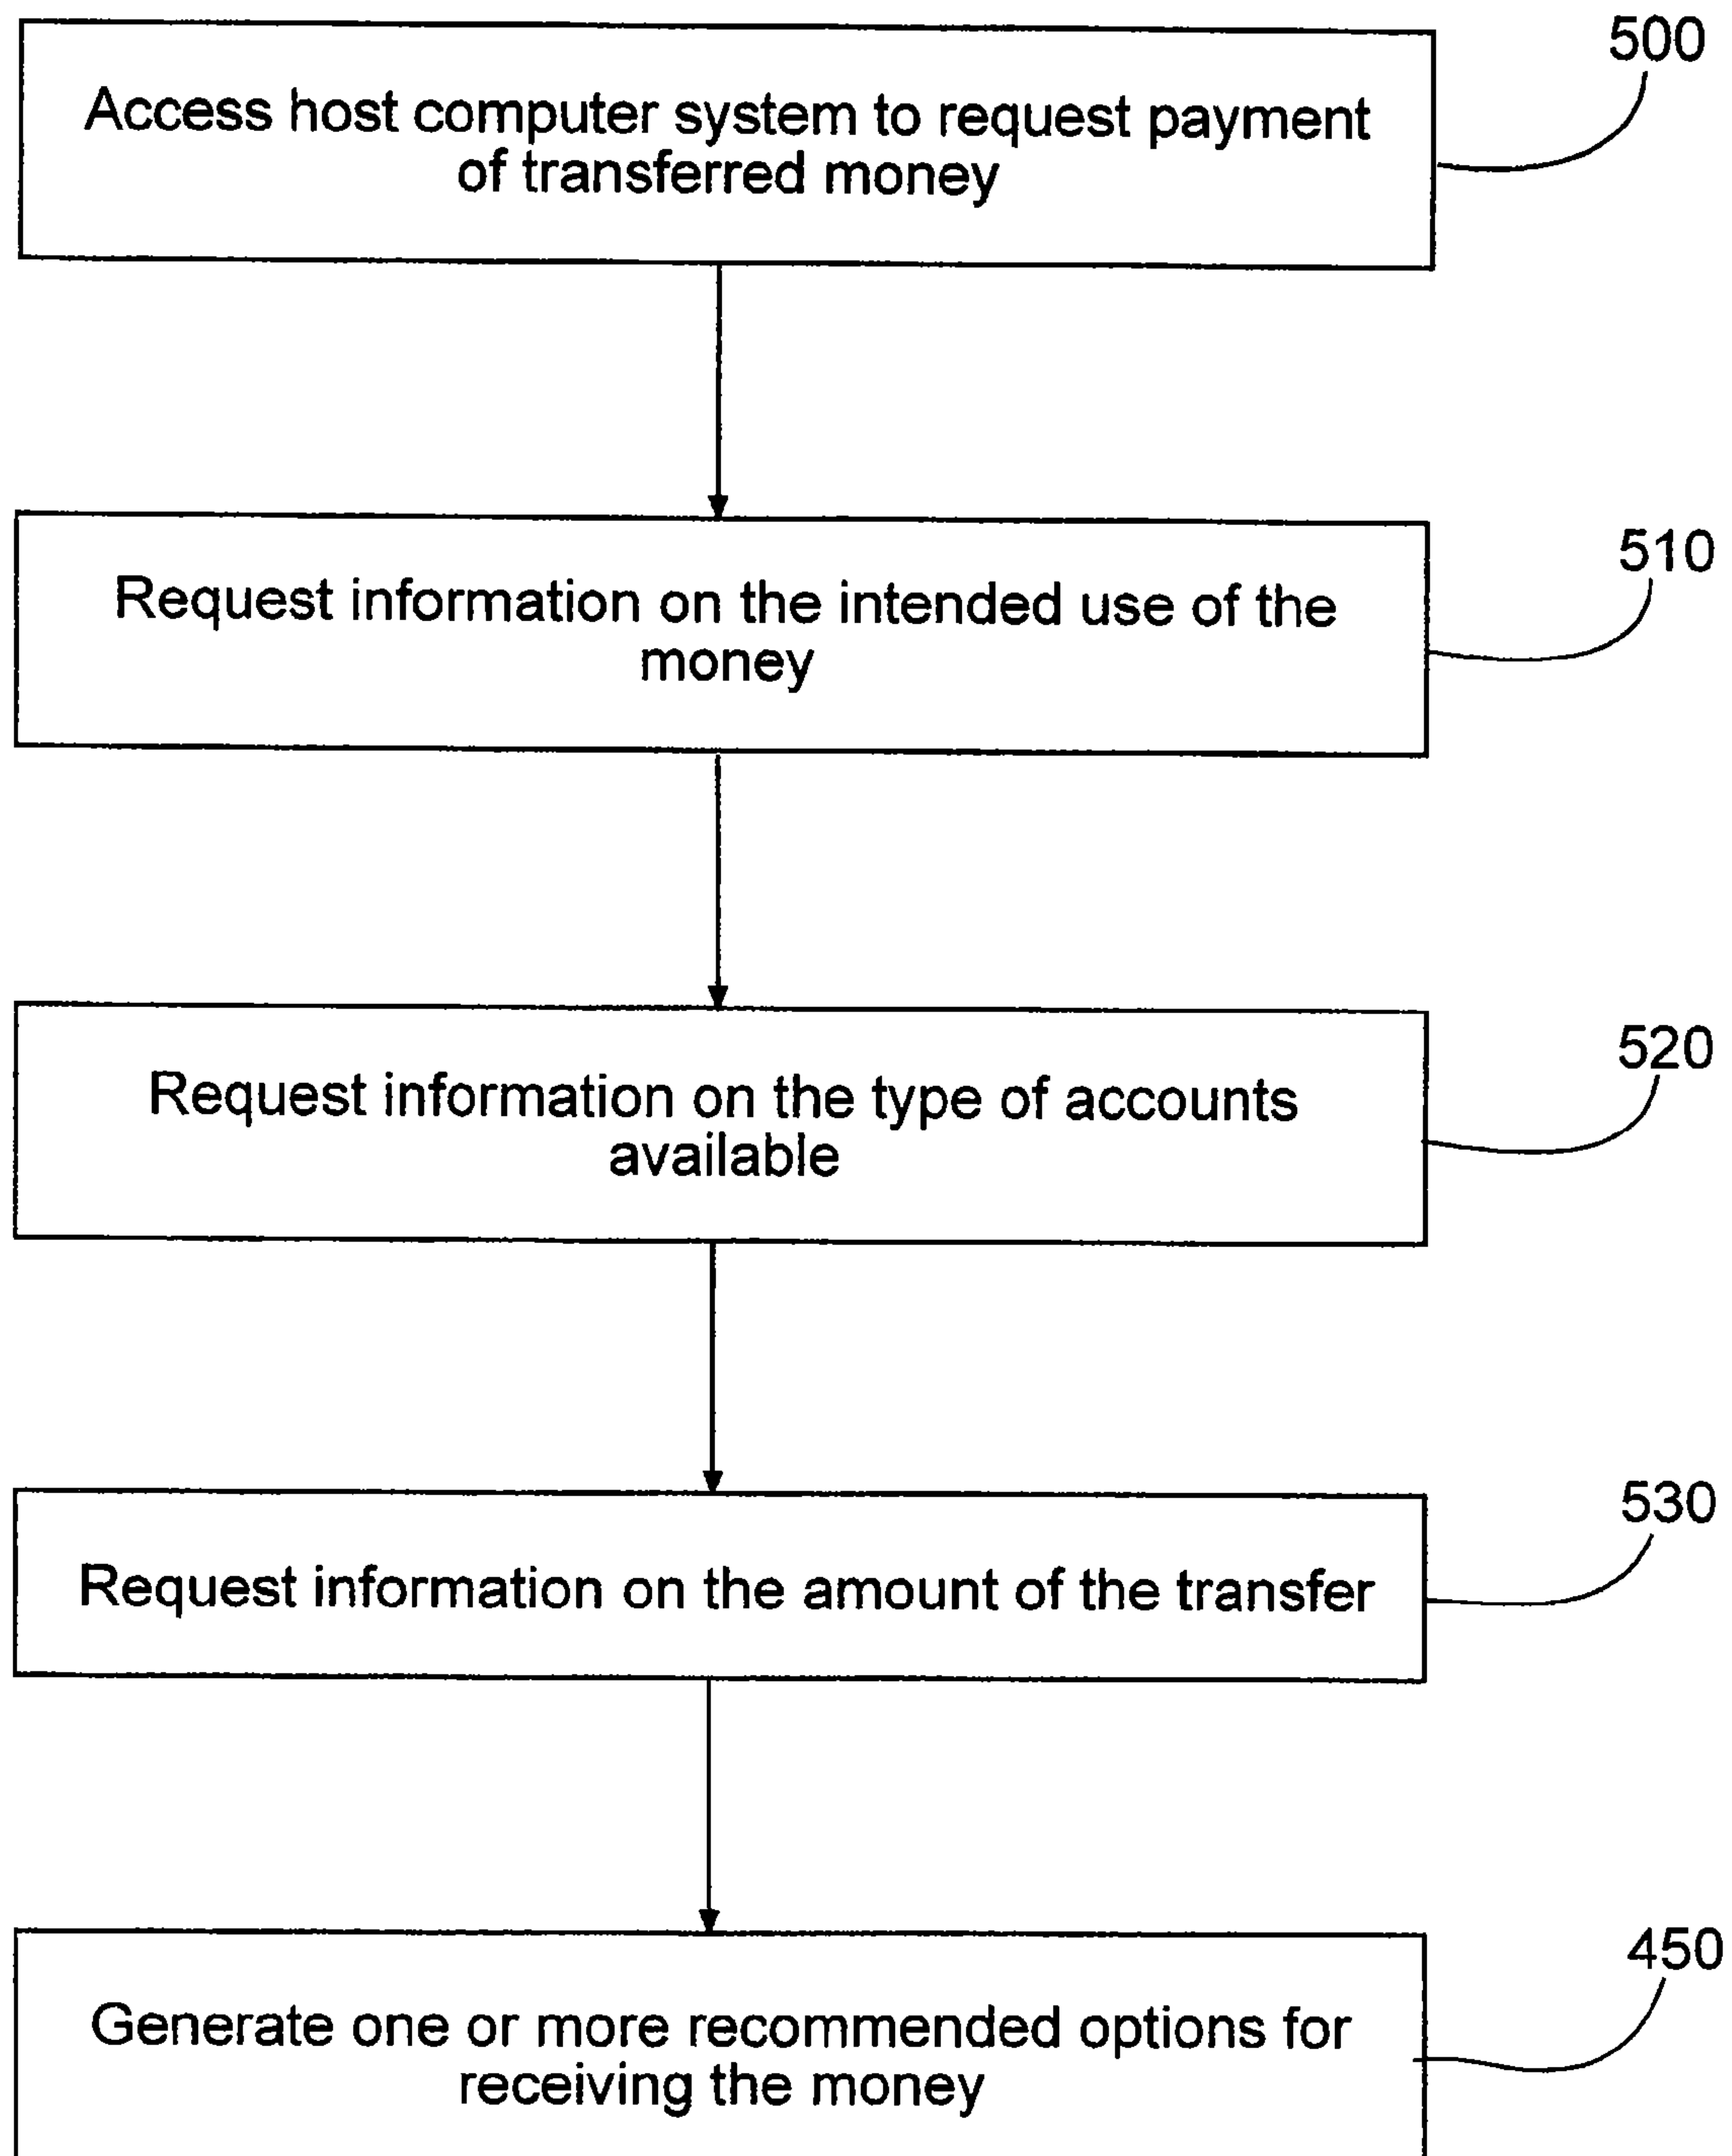 500
Access host computer system to request payment
of transferred money
510
Request information on the intended use of the
money
520
Request information on the type of accounts
available
530
Request information on the amount of the transfer
450
Generate one or more recommended options for
receiving the money